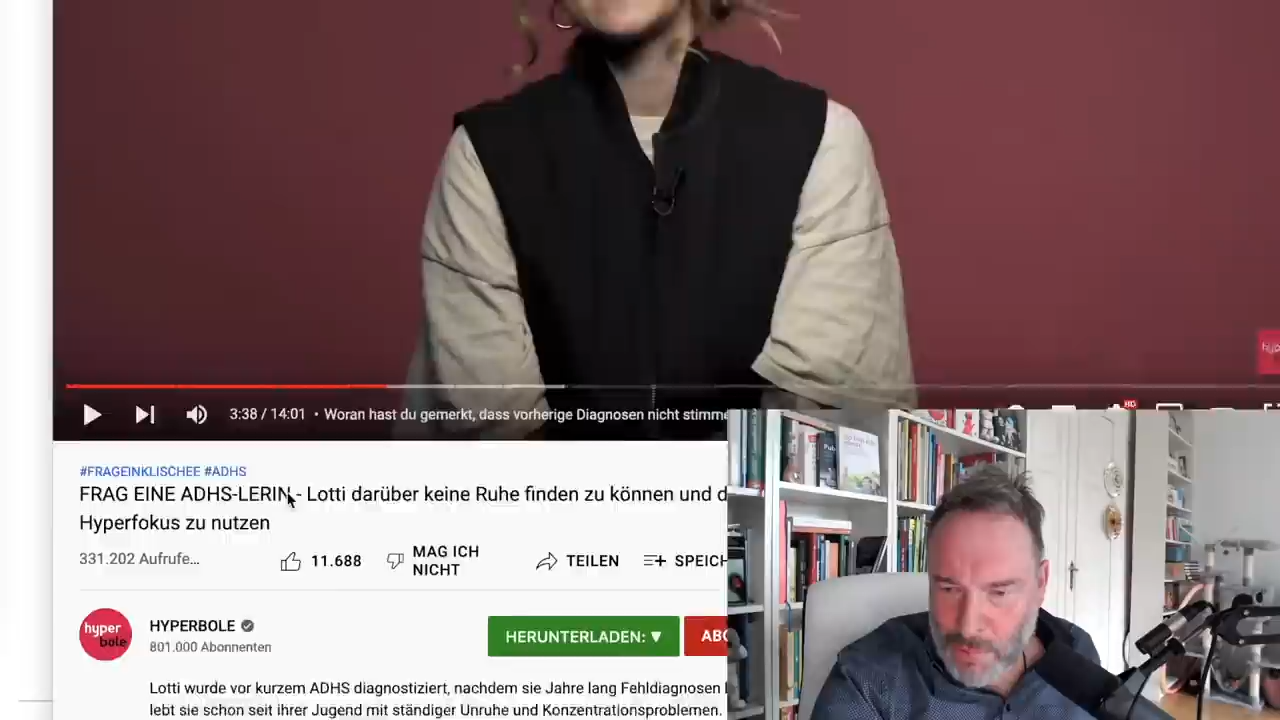 3:38 / 14:01 • Woran hast du gemerkt, dass vorherige Diagnosen nicht stimme
#FRAGEINKLISCHEE #ADHS
FRAG EINE ADHS-LERIN - Lotti darüber keine Ruhe finden zu können und d
Hyperfokus zu nutzen
331.202 Aufrufe...
11.688
MAG ICH
NICHT
TEILEN
SPEICH
hyper
bole
HYPERBOLE
801.000 Abonnenten
HERUNTERLADEN: ▼
ABO
Lotti wurde vor kurzem ADHS diagnostiziert, nachdem sie Jahre lang Fehldiagnosen
lebt sie schon seit ihrer Jugend mit ständiger Unruhe und Konzentrationsproblemen.